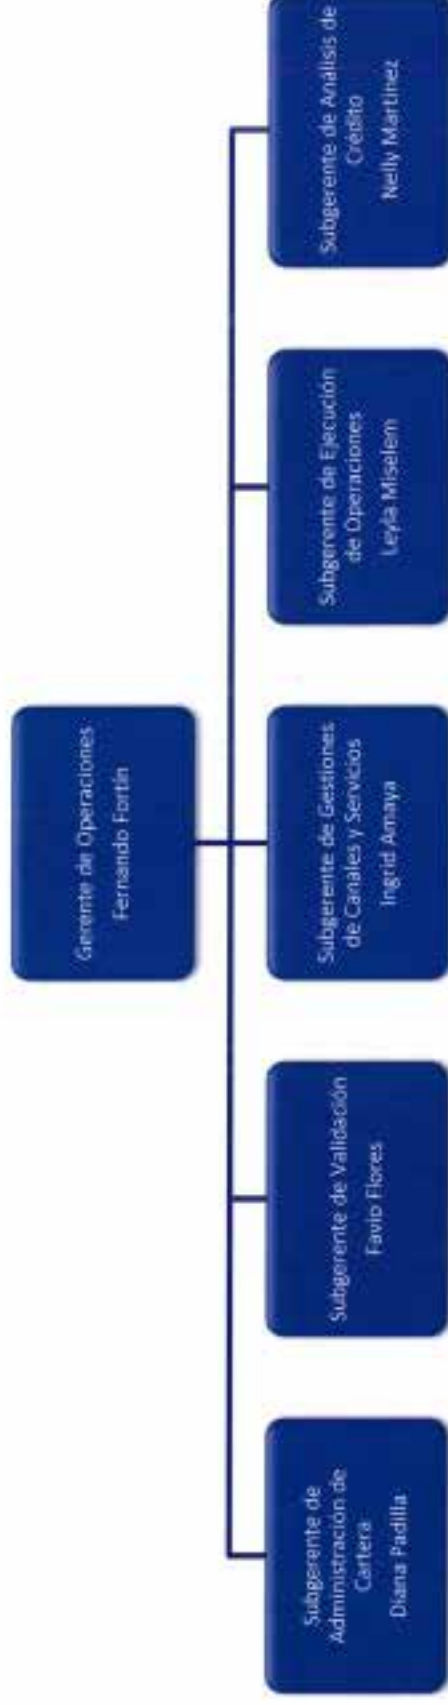 Gerente de Operaciones
Fernando Fortín
Subgerente de
Administración de
Cartera
Diana Padilla
Subgerente de Validación
Favio Flores
Subgerente de Gestiones
de Canales y Servicios
Ingrid Amaya
Subgerente de Ejecución
de Operaciones
Leyla Miselem
Subgerente de Análisis de
Crédito
Nelly Martinez